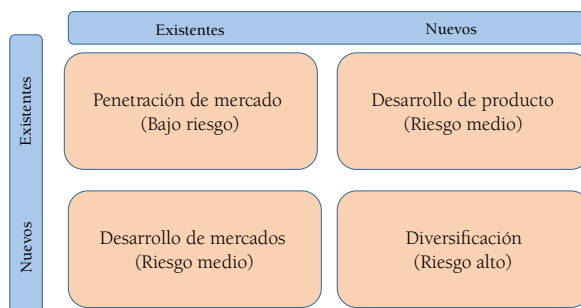 Existentes
Nuevos
Existentes
Penetración de mercado
(Bajo riesgo)
Desarrollo de producto
(Riesgo medio)
Nuevos
Desarrollo de mercados
(Riesgo medio)
Diversificación
(Riesgo alto)